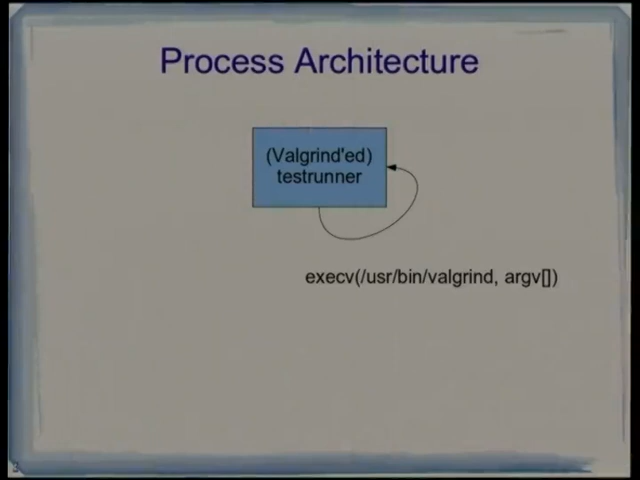 Process Architecture
(Valgrind'ed)
testrunner
execv(/usr/bin/valgrind, argv[])